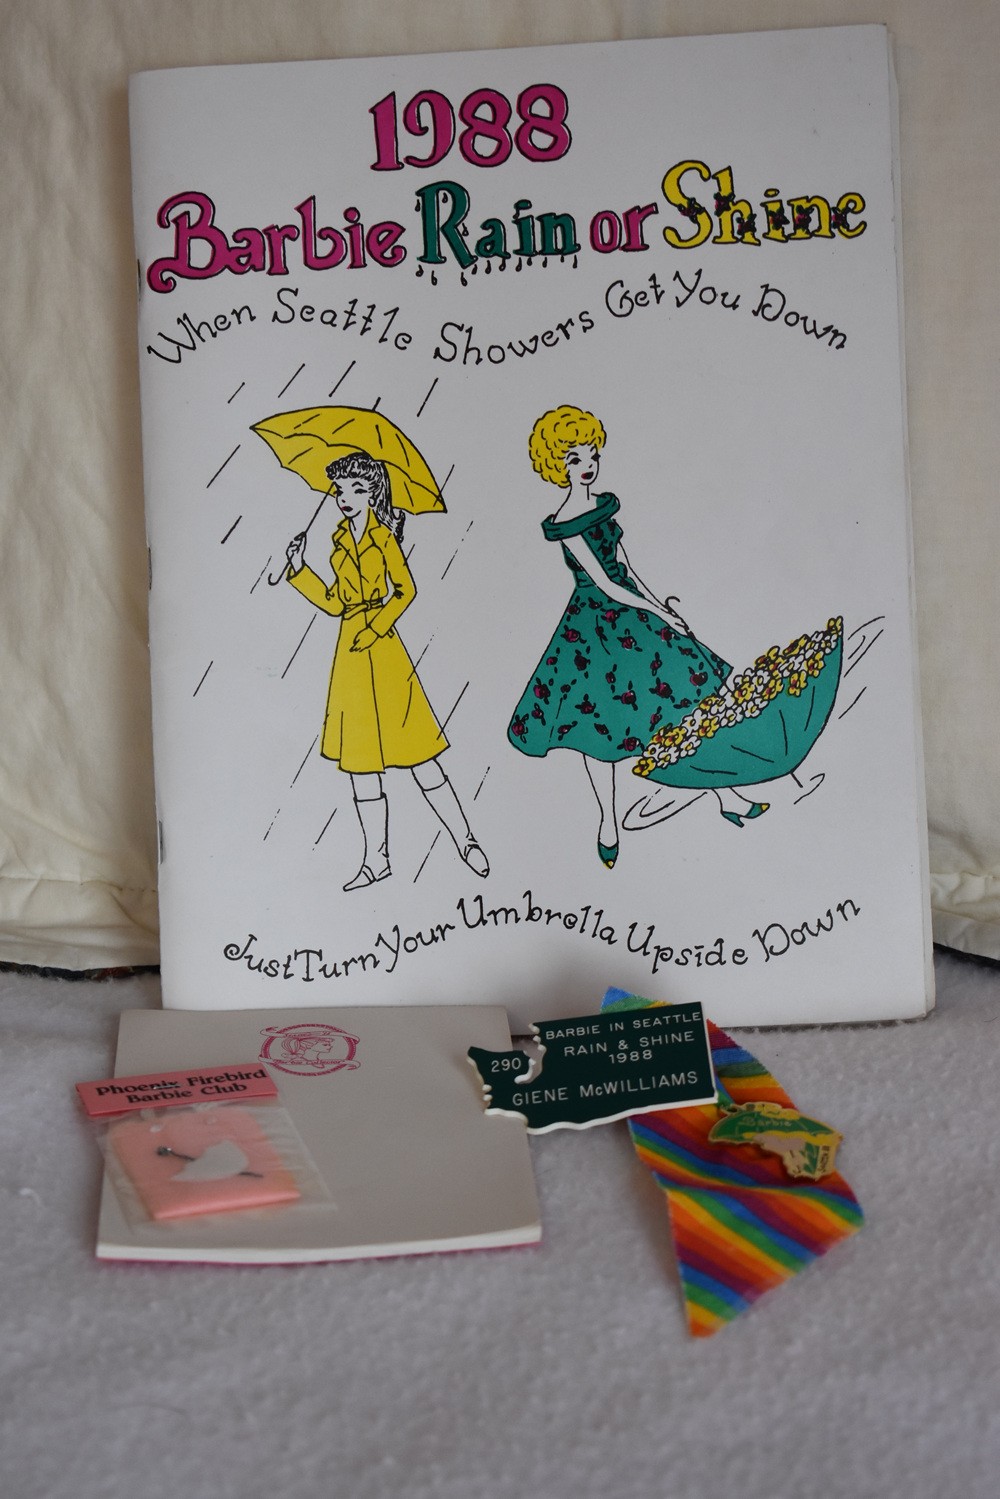 1988
Barbie Rain or Shine
When Seattle Showers Get You Down
Just Turn Your Umbrella Upside Down
Phoenix Firebird
Barbie Club
BARBIE IN SEATTLE
RAIN & SHINE
1988
290
GIENE McWILLIAMS
Barbie